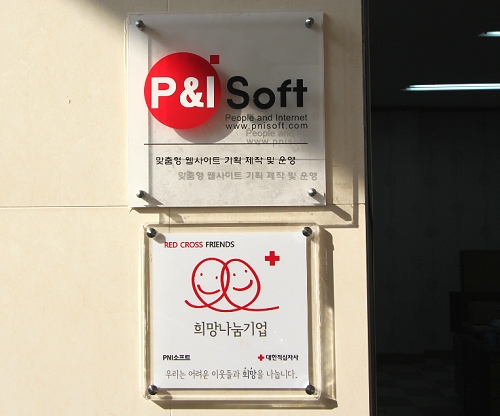 P&I Soft
People and Internet
www.pnisoft.com
맞춤형 웹사이트 기획 제작 및 운영
RED CROSS FRIENDS
희망나눔기업
PNI소프트 대한적십자사
우리는 어려운 이웃들과 희망을 나눕니다.